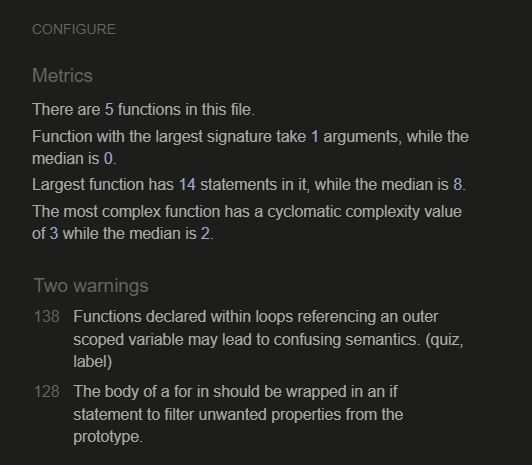 CONFIGURE
Metrics
There are 5 functions in this file.
Function with the largest signature take 1 arguments, while the
median is 0.
Largest function has 14 statements in it, while the median is 8.
The most complex function has a cyclomatic complexity value
of 3 while the median is 2.
Two warnings
138 Functions declared within loops referencing an outer
scoped variable may lead to confusing semantics. (quiz,
label)
128 The body of a for in should be wrapped in an if
statement to filter unwanted properties from the
prototype.